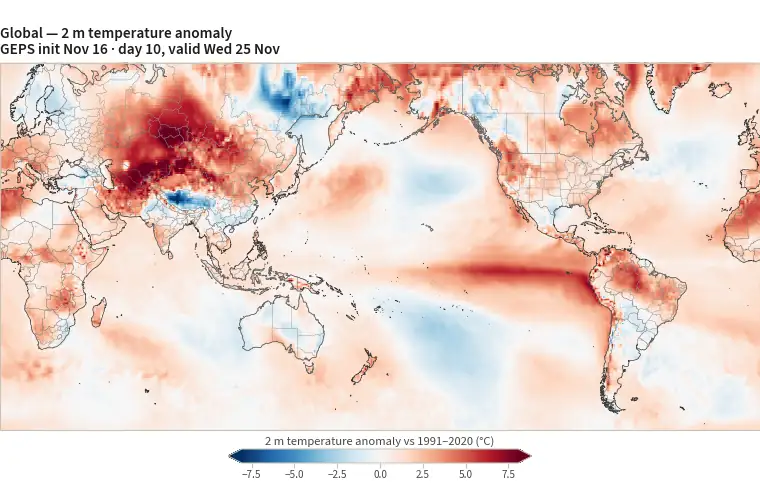 Global — 2 m temperature anomaly
GEPS init Nov 16 · day 10, valid Wed 25 Nov
2 m temperature anomaly vs 1991–2020 (°C)
−7.5 −5.0 −2.5 0.0 2.5 5.0 7.5